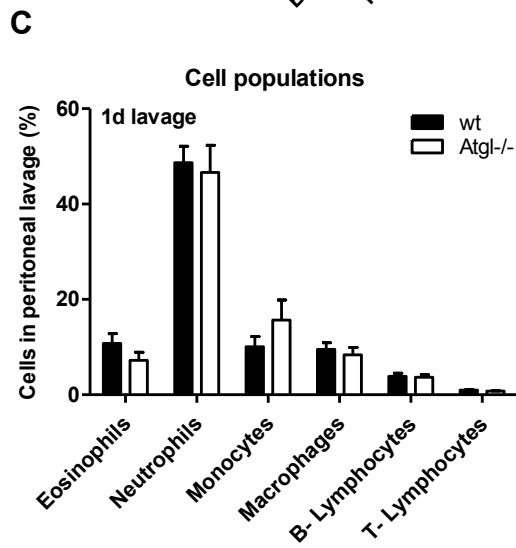 C
Cell populations
1d lavage
wt
Atgl-/-
Cells in peritoneal lavage (%)
60
40
20
0
Eosinophils
Neutrophils
Monocytes
Macrophages
B- Lymphocytes
T- Lymphocytes